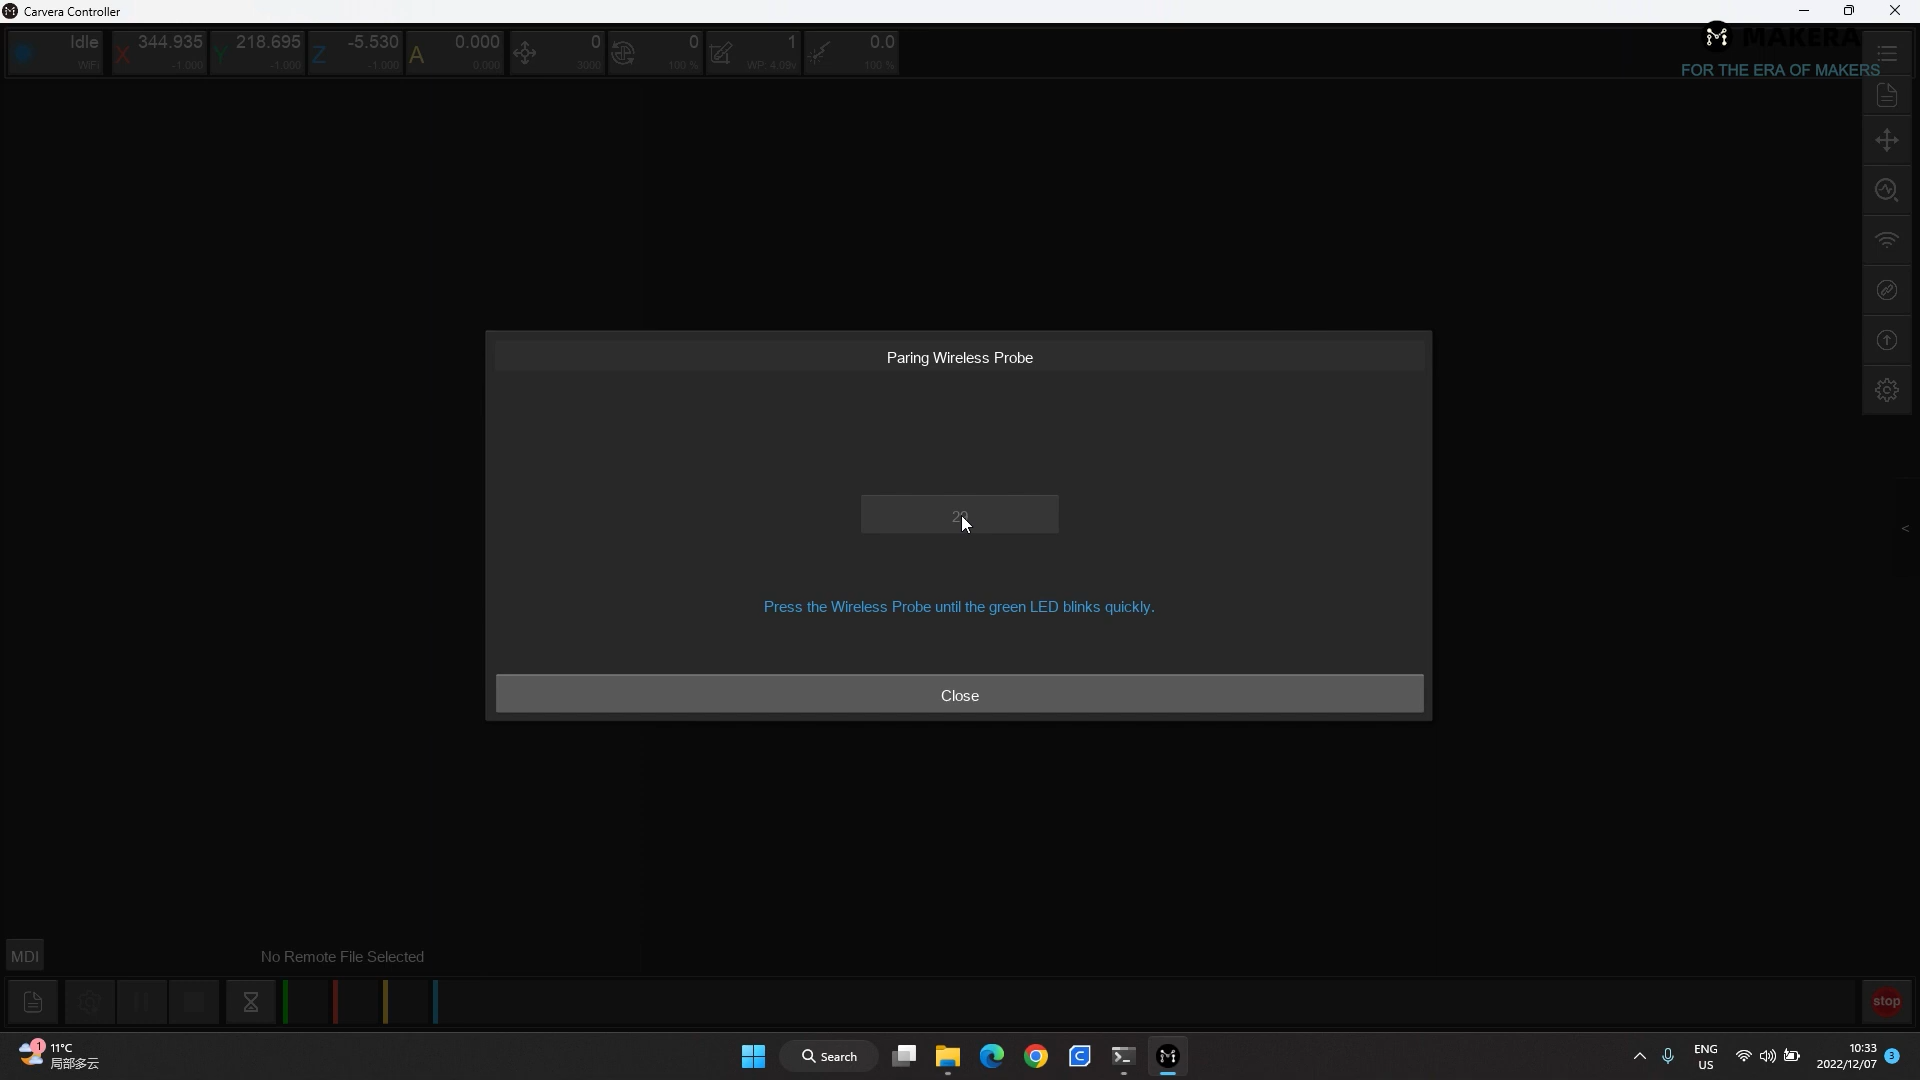 Carvera Controller
Idle
WiFi
X 344.935
-1.000
Y 218.695
-1.000
Z -5.530
-1.000
A 0.000
0.000
0
3000
0
100 %
1
WP: 4.09v
0.0
100 %
MAKERA
FOR THE ERA OF MAKERS
Paring Wireless Probe
Press the Wireless Probe until the green LED blinks quickly.
Close
<
MDI
No Remote File Selected
stop
1
11°C
局部多云
Search
ENG
US
10:33
2022/12/07
3